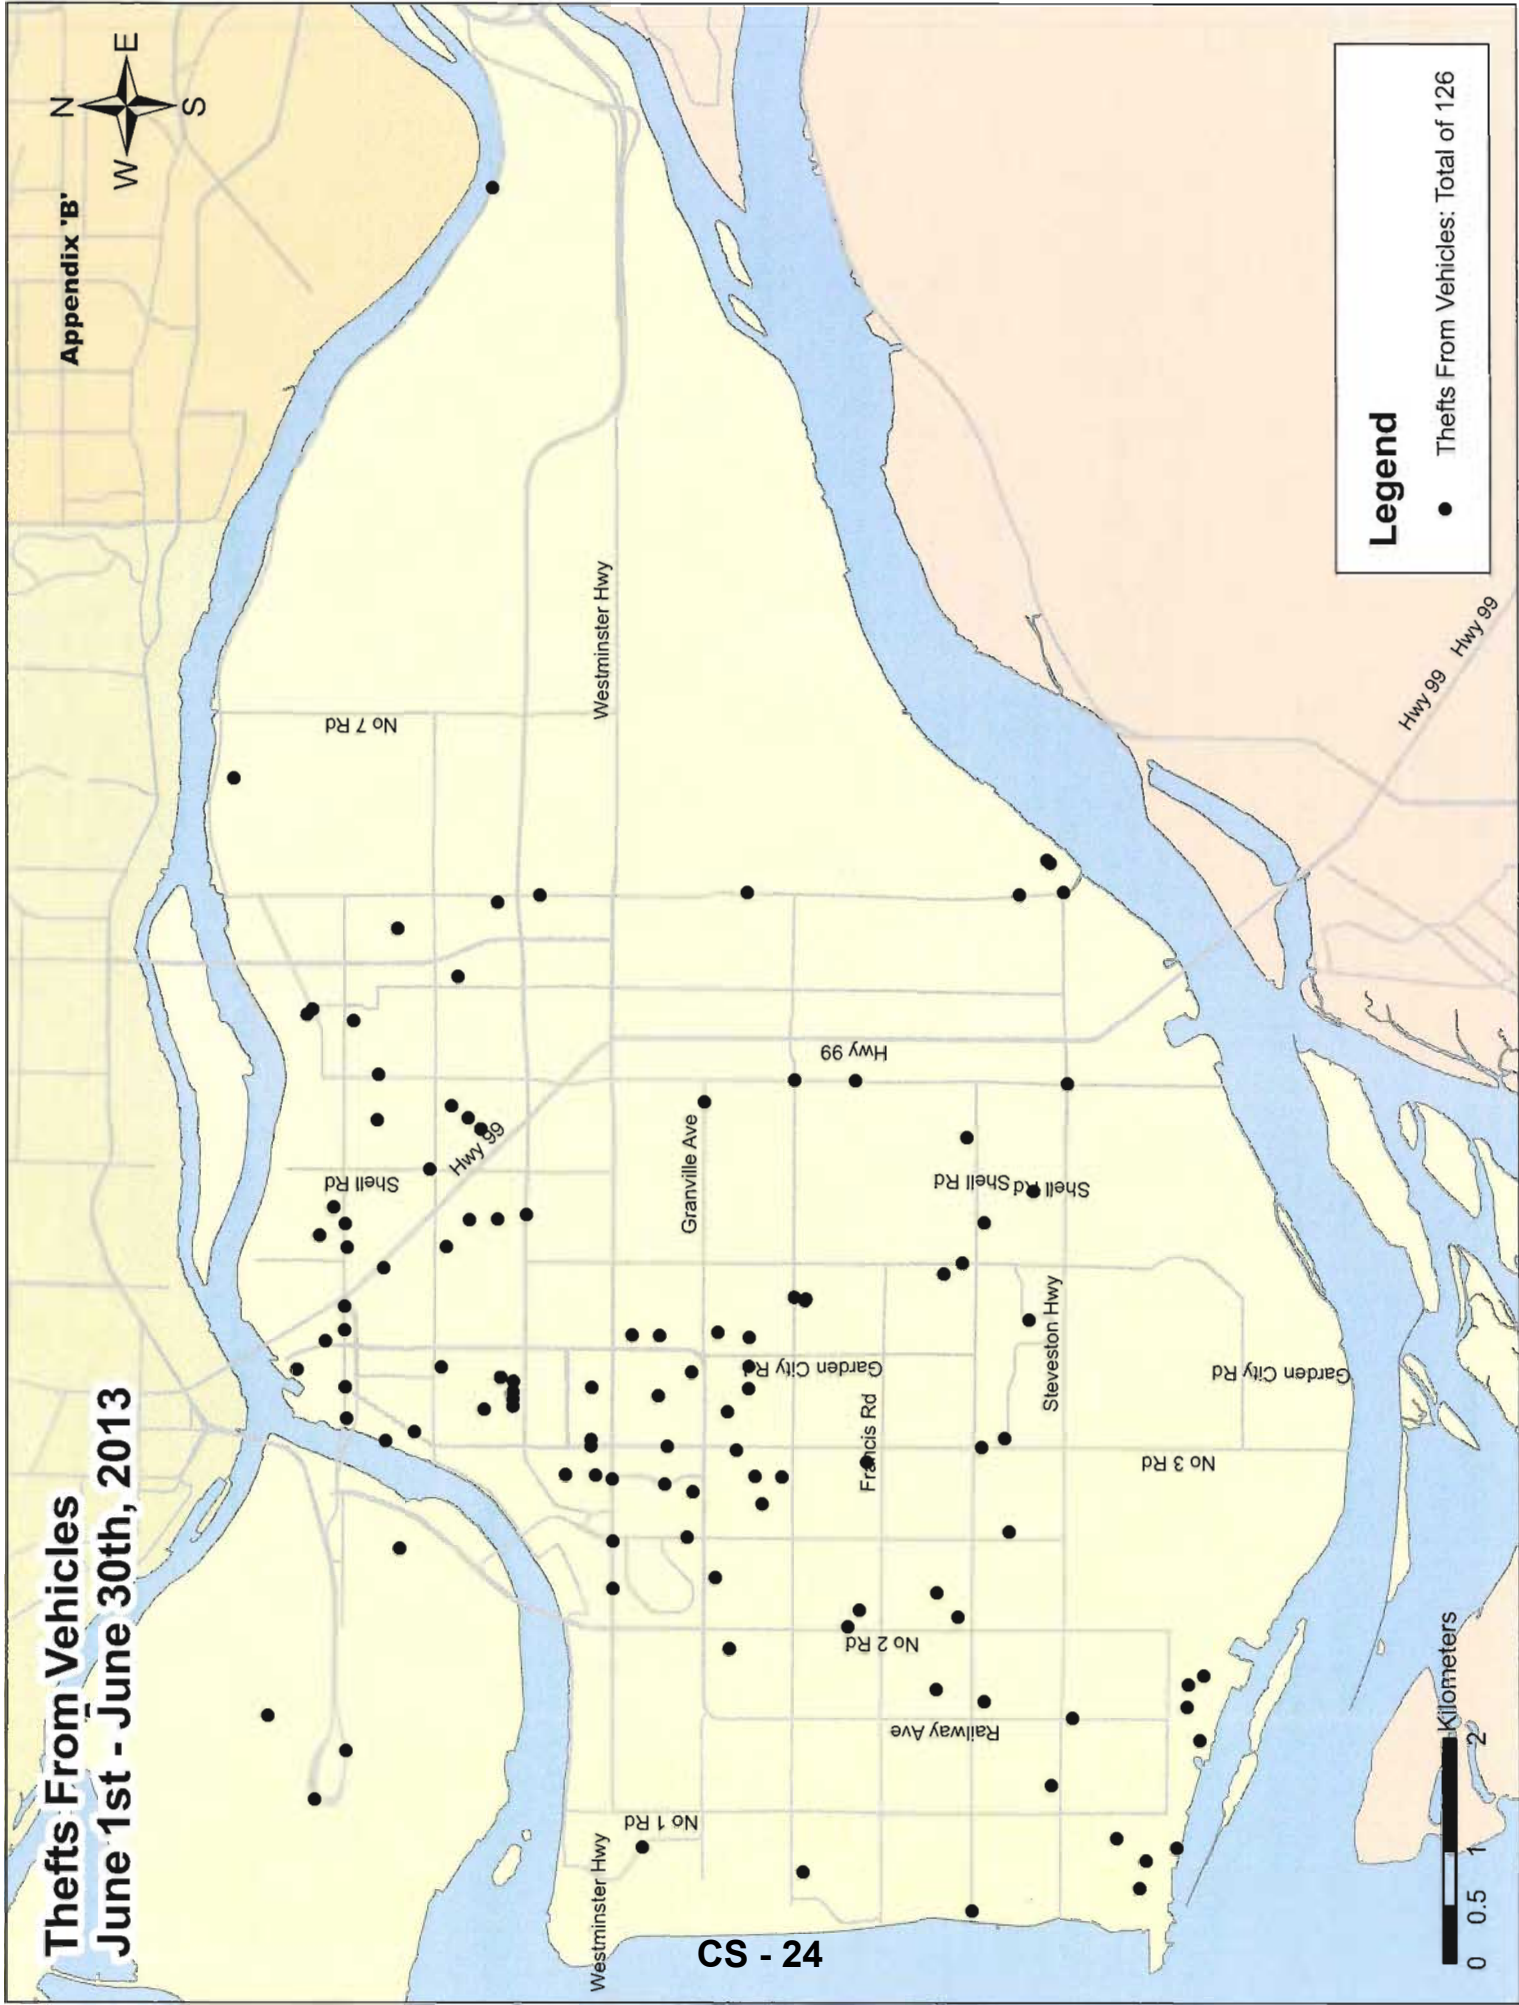 Thefts From Vehicles
June 1st - June 30th, 2013
Appendix 'B'
N
W
E
S
No 7 Rd
Westminster Hwy
Hwy 99
Shell Rd
Hwy 99
Granville Ave
Shell Rd
Shell Rd
Shell Rd
Garden City Rd
Francis Rd
Steveston Hwy
Garden City Rd
No 3 Rd
No 2 Rd
Railway Ave
No 1 Rd
Westminster Hwy
Hwy 99
Hwy 99
Legend
Thefts From Vehicles: Total of 126
Kilometers
0 0.5 1 2
CS - 24